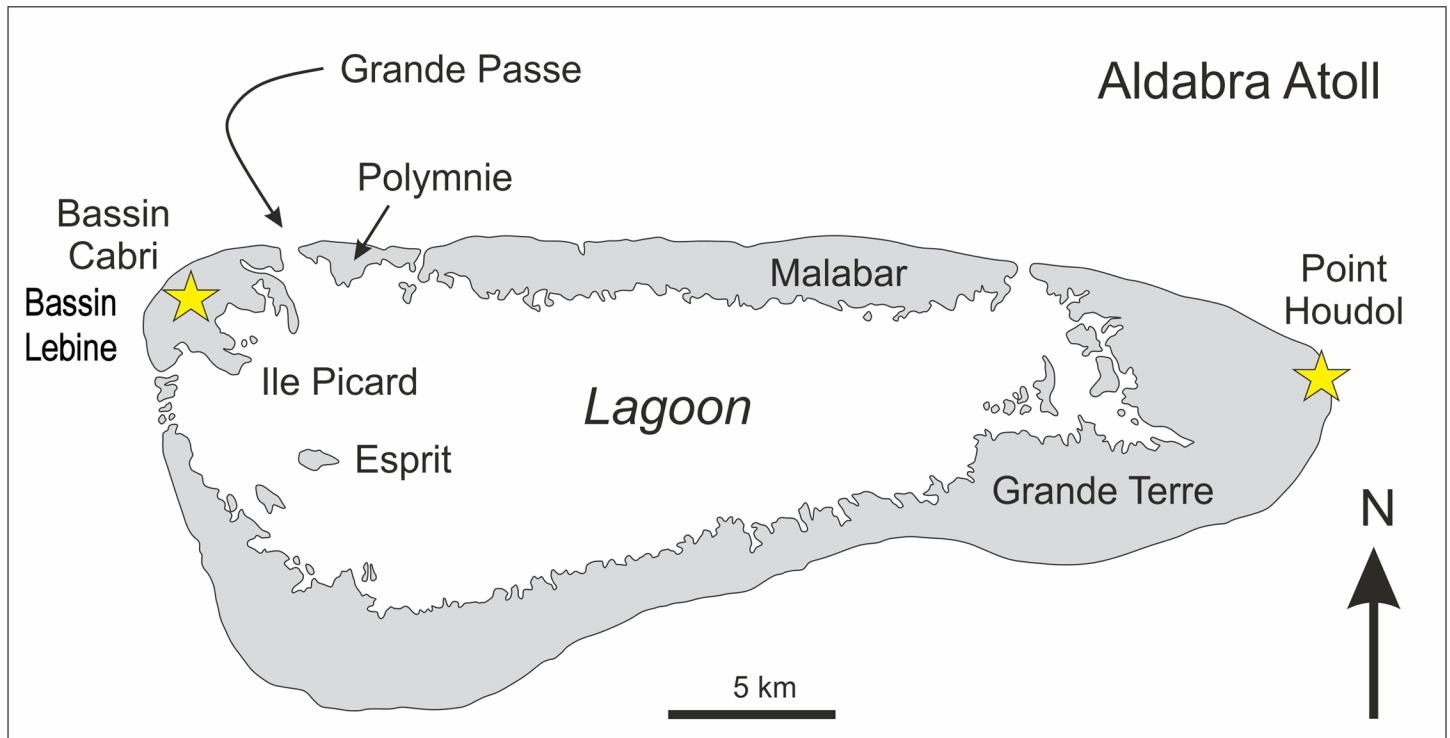 Grande Passe
Aldabra Atoll
Polymnie
Bassin
Cabri
Bassin
Lebine
Malabar
Point
Houdol
Ile Picard
Lagoon
Esprit
Grande Terre
N
5 km